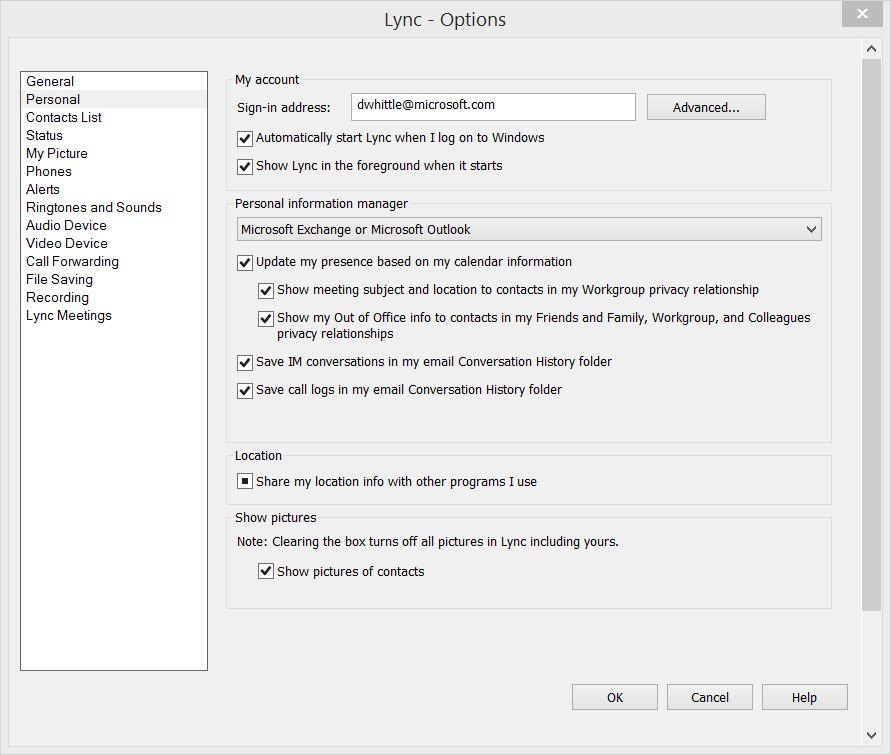 Lync - Options
General
Personal
Contacts List
Status
My Picture
Phones
Alerts
Ringtones and Sounds
Audio Device
Video Device
Call Forwarding
File Saving
Recording
Lync Meetings
My account
Sign-in address:
dwhittle@microsoft.com
Advanced...
Automatically start Lync when I log on to Windows
Show Lync in the foreground when it starts
Personal information manager
Microsoft Exchange or Microsoft Outlook
Update my presence based on my calendar information
Show meeting subject and location to contacts in my Workgroup privacy relationship
Show my Out of Office info to contacts in my Friends and Family, Workgroup, and Colleagues
privacy relationships
Save IM conversations in my email Conversation History folder
Save call logs in my email Conversation History folder
Location
Share my location info with other programs I use
Show pictures
Note: Clearing the box turns off all pictures in Lync including yours.
Show pictures of contacts
OK
Cancel
Help